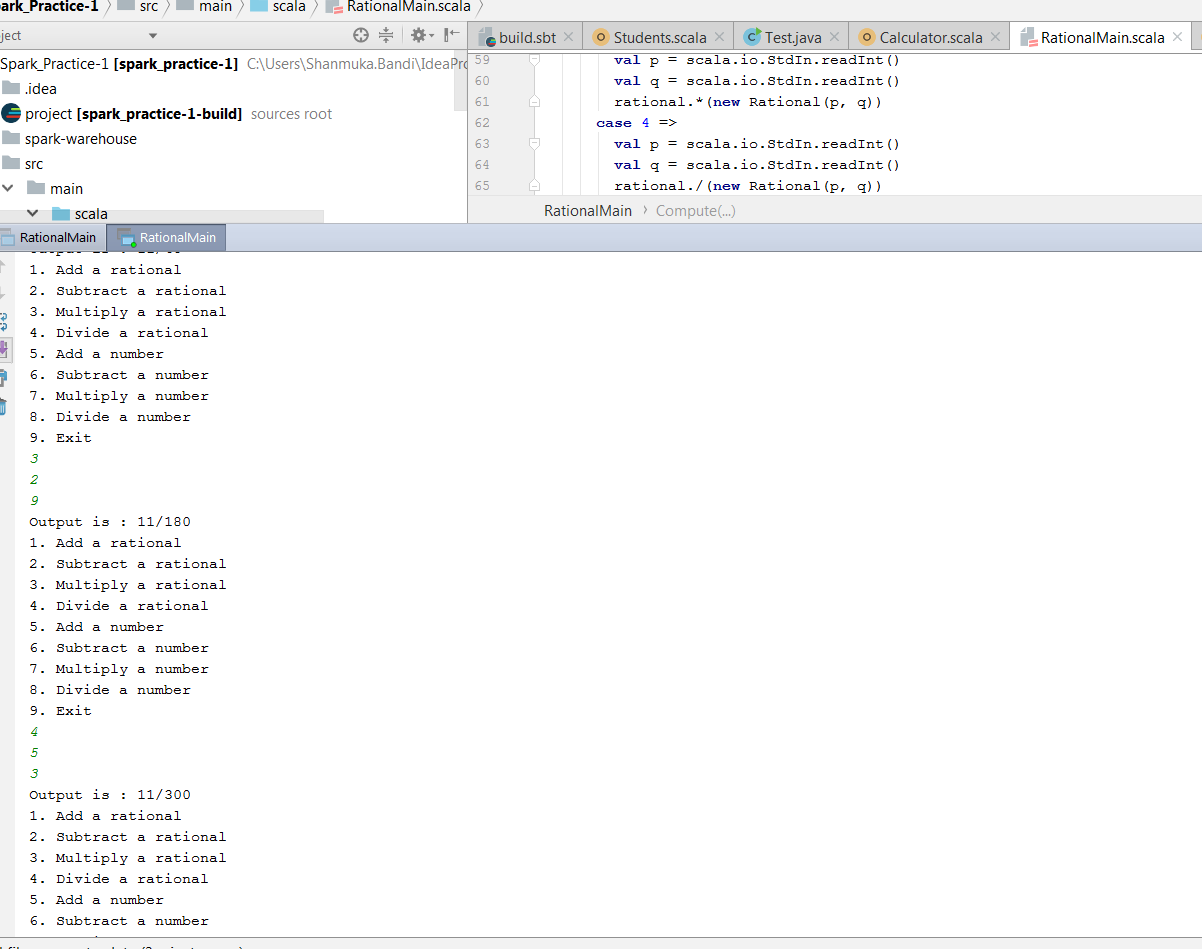 ark_Practice-1 src main scala RationalMain.scala
ject
build.sbt Students.scala Test.java Calculator.scala RationalMain.scala
Spark_Practice-1 [spark_practice-1] C:\Users\Shanmuka.Bandi\IdeaPro
.idea
project [spark_practice-1-build] sources root
spark-warehouse
src
main
scala
59 val p = scala.io.StdIn.readInt()
60 val q = scala.io.StdIn.readInt()
61 rational.*(new Rational(p, q))
62 case 4 =>
63 val p = scala.io.StdIn.readInt()
64 val q = scala.io.StdIn.readInt()
65 rational./(new Rational(p, q))
RationalMain Compute(...)
RationalMain RationalMain
1. Add a rational
2. Subtract a rational
3. Multiply a rational
4. Divide a rational
5. Add a number
6. Subtract a number
7. Multiply a number
8. Divide a number
9. Exit
3
2
9
Output is : 11/180
1. Add a rational
2. Subtract a rational
3. Multiply a rational
4. Divide a rational
5. Add a number
6. Subtract a number
7. Multiply a number
8. Divide a number
9. Exit
4
5
3
Output is : 11/300
1. Add a rational
2. Subtract a rational
3. Multiply a rational
4. Divide a rational
5. Add a number
6. Subtract a number